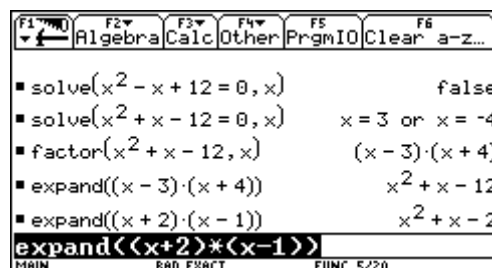 F1 F2 F3 F4 F5 F6
Algebra Calc Other PrgmIO Clear a-z…
▪ solve(x² - x + 12 = 0, x) false
▪ solve(x² + x - 12 = 0, x) x = 3 or x = -4
▪ factor(x² + x - 12, x) (x - 3)·(x + 4)
▪ expand((x - 3)·(x + 4)) x² + x - 12
▪ expand((x + 2)·(x - 1)) x² + x - 2
expand((x+2)*(x-1))
MAIN RAD EXACT FUNC 5/20